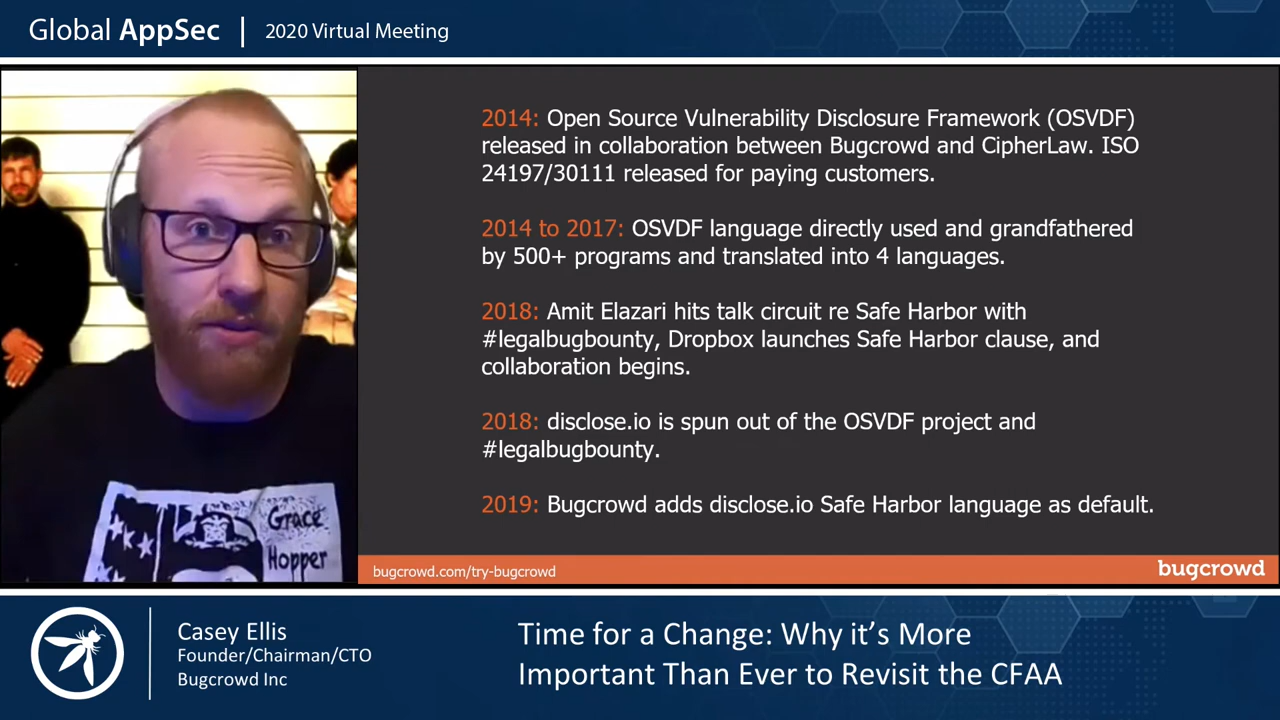 Global AppSec | 2020 Virtual Meeting
2014: Open Source Vulnerability Disclosure Framework (OSVDF)
released in collaboration between Bugcrowd and CipherLaw. ISO
24197/30111 released for paying customers.
2014 to 2017: OSVDF language directly used and grandfathered
by 500+ programs and translated into 4 languages.
2018: Amit Elazari hits talk circuit re Safe Harbor with
#legalbugbounty, Dropbox launches Safe Harbor clause, and
collaboration begins.
2018: disclose.io is spun out of the OSVDF project and
#legalbugbounty.
2019: Bugcrowd adds disclose.io Safe Harbor language as default.
Grace
Hopper
bugcrowd.com/try-bugcrowd
bugcrowd
Casey Ellis
Founder/Chairman/CTO
Bugcrowd Inc
Time for a Change: Why it's More
Important Than Ever to Revisit the CFAA